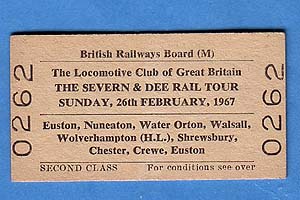 British Railways Board (M)
The Locomotive Club of Great Britain
THE SEVERN & DEE RAIL TOUR
SUNDAY, 26th FEBRUARY, 1967
Euston, Nuneaton, Water Orton, Walsall,
Wolverhampton (H.L.), Shrewsbury,
Chester, Crewe, Euston
SECOND CLASS For conditions see over
0262
0262